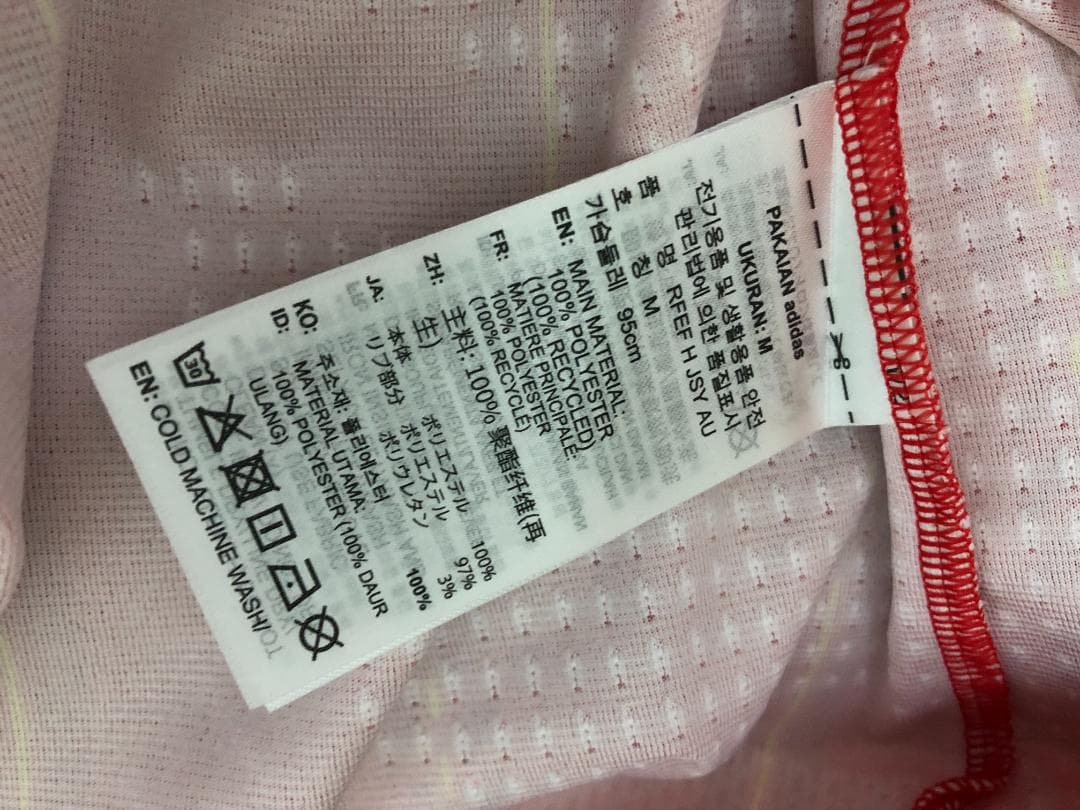 PAKAIAN adidas
UKURAN: M
전기용품 및 생활용품 안전
관리법에 의한 품질표시
품 명 RFEF H JSY AU
호 칭 M
가슴둘레 95cm
EN: MAIN MATERIAL:
100% POLYESTER
(100% RECYCLED)
FR: MATIERE PRINCIPALE:
100% POLYESTER
(100% RECYCLE)
ZH: 主料: 100% 聚酯纤维(再
生)
JA: 本体 ポリエステル 100%
リブ部分 ポリエステル 97%
ポリウレタン 3%
KO: 주소재: 폴리에스터 100%
ID: MATERIAL UTAMA:
100% POLYESTER (100% DAUR
ULANG)
30°
EN: COLD MACHINE WASH/